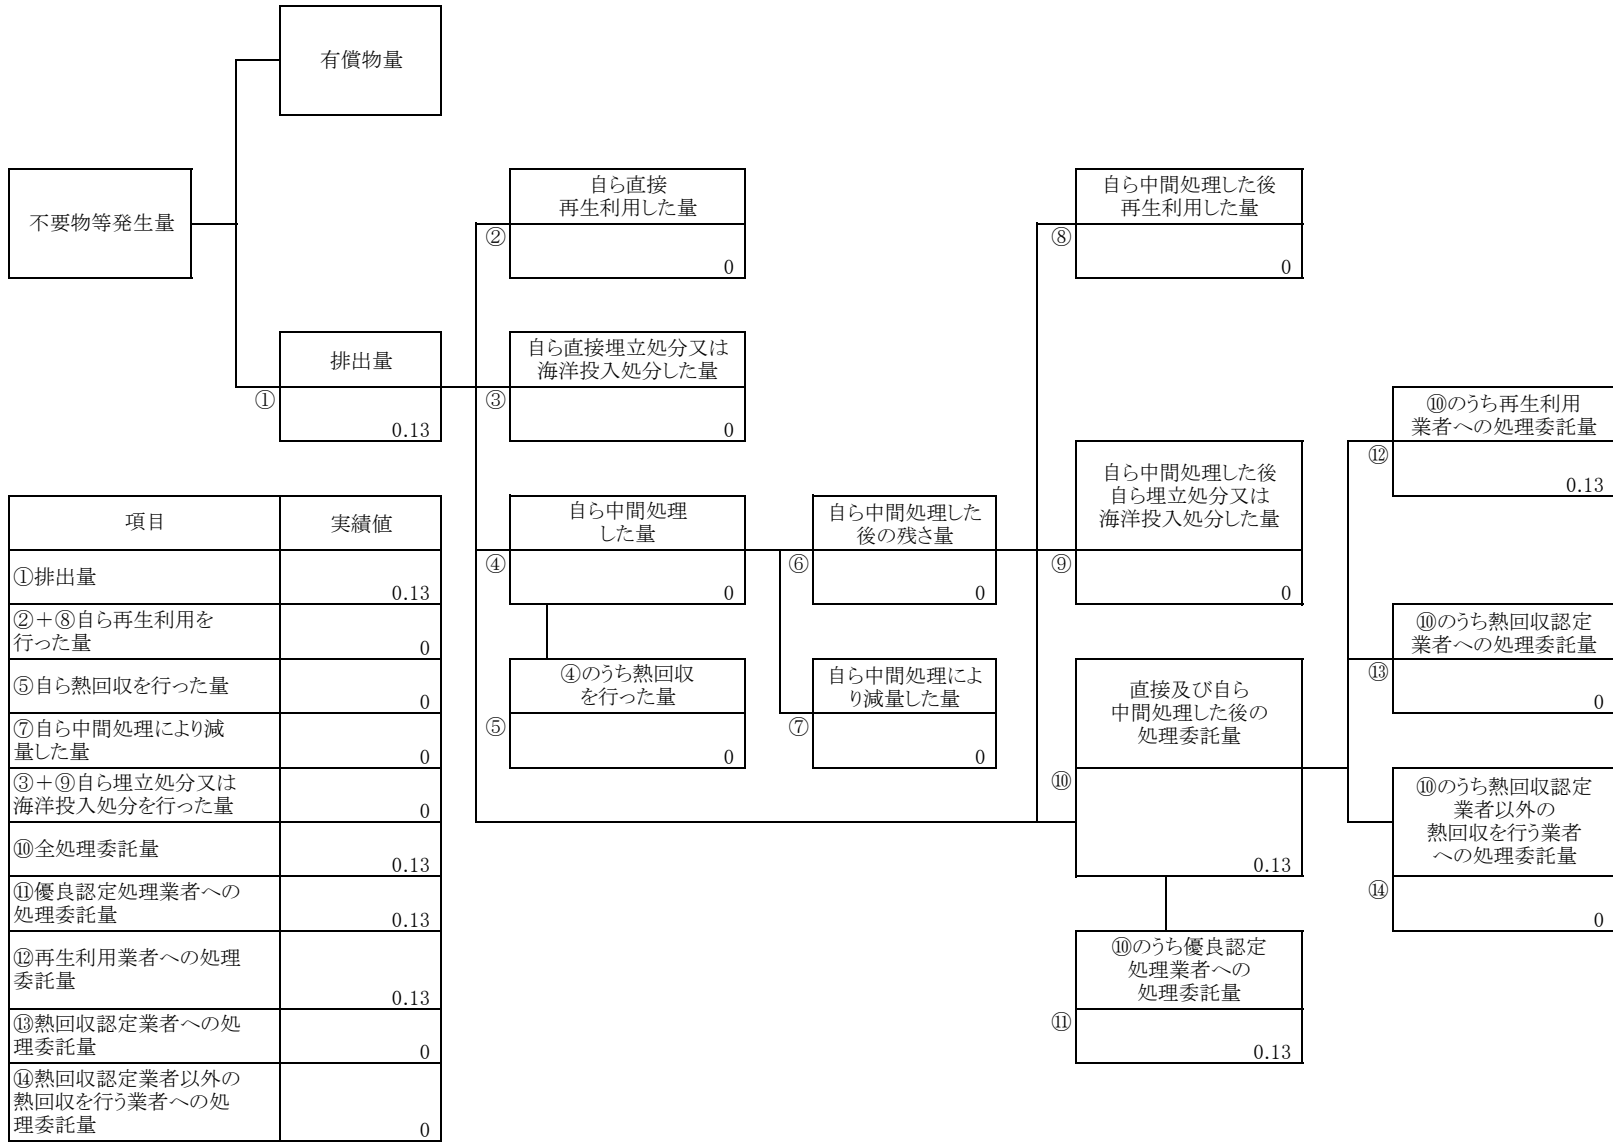 有償物量
不要物等発生量
排出量
①
0.13
自ら直接
再生利用した量
②
0
自ら直接埋立処分又は
海洋投入処分した量
③
0
自ら中間処理
した量
④
0
④のうち熱回収
を行った量
⑤
0
自ら中間処理した
後の残さ量
⑥
0
自ら中間処理によ
り減量した量
⑦
0
自ら中間処理した後
再生利用した量
⑧
0
自ら中間処理した後
自ら埋立処分又は
海洋投入処分した量
⑨
0
直接及び自ら
中間処理した後の
処理委託量
⑩
0.13
⑩のうち優良認定
処理業者への
処理委託量
⑪
0.13
⑩のうち再生利用
業者への処理委託量
⑫
0.13
⑩のうち熱回収認定
業者への処理委託量
⑬
0
⑩のうち熱回収認定
業者以外の
熱回収を行う業者
への処理委託量
⑭
0
項目 実績値
①排出量
0.13
②+⑧自ら再生利用を
行った量
0
⑤自ら熱回収を行った量
0
⑦自ら中間処理により減
量した量
0
③+⑨自ら埋立処分又は
海洋投入処分を行った量
0
⑩全処理委託量
0.13
⑪優良認定処理業者への
処理委託量
0.13
⑫再生利用業者への処理
委託量
0.13
⑬熱回収認定業者への処
理委託量
0
⑭熱回収認定業者以外の
熱回収を行う業者への処
理委託量
0